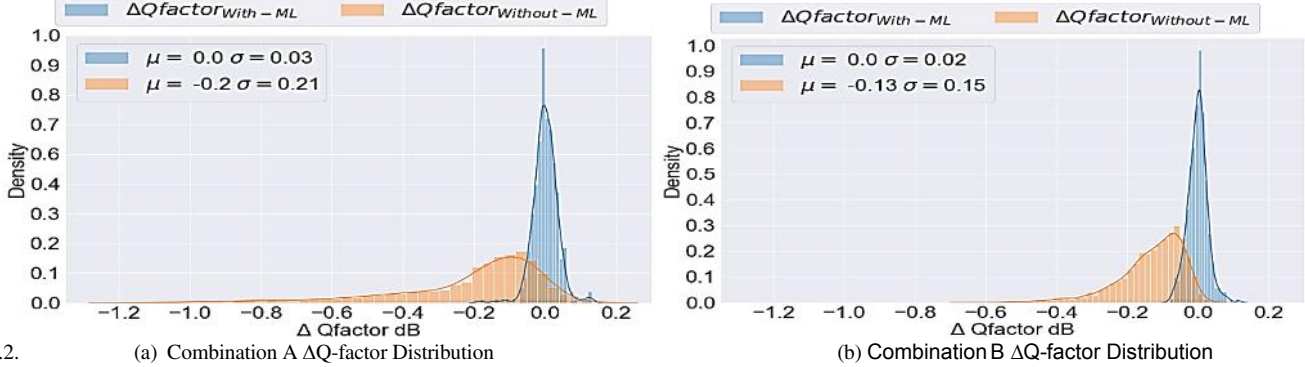 ΔQfactor_With−ML ΔQfactor_Without−ML
μ = 0.0 σ = 0.03
μ = -0.2 σ = 0.21
1.0
0.9
0.8
0.7
0.6
0.5
0.4
0.3
0.2
0.1
0.0
Density
−1.2 −1.0 −0.8 −0.6 −0.4 −0.2 0.0 0.2
Δ Qfactor dB
.2. (a) Combination A ΔQ-factor Distribution
ΔQfactor_With−ML ΔQfactor_Without−ML
μ = 0.0 σ = 0.02
μ = -0.13 σ = 0.15
1.0
0.9
0.8
0.7
0.6
0.5
0.4
0.3
0.2
0.1
0.0
Density
−1.2 −1.0 −0.8 −0.6 −0.4 −0.2 0.0 0.2
Δ Qfactor dB
(b) Combination B ΔQ-factor Distribution